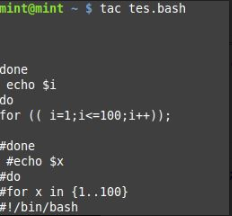 mint@mint ~ $ tac tes.bash
done
echo $i
do
for (( i=1;i<=100;i++));
#done
#echo $x
#do
#for x in {1..100}
#!/bin/bash